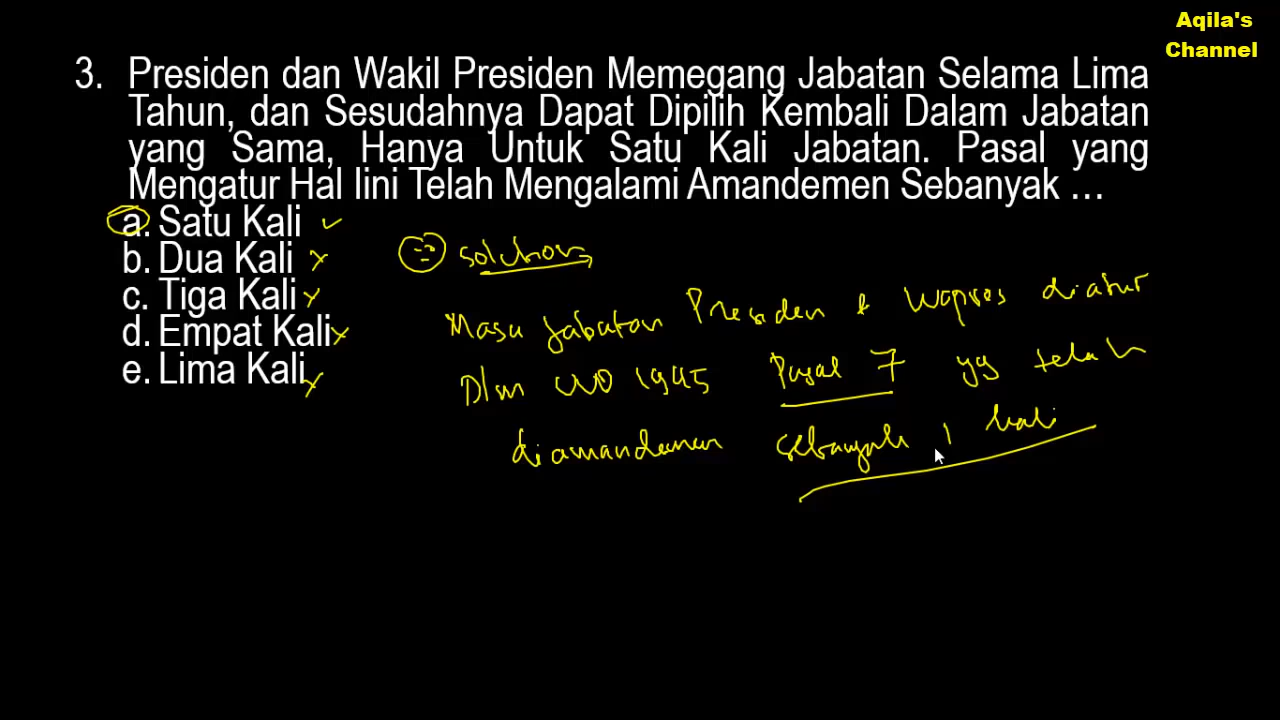 Aqila's
Channel
3. Presiden dan Wakil Presiden Memegang Jabatan Selama Lima
Tahun, dan Sesudahnya Dapat Dipilih Kembali Dalam Jabatan
yang Sama, Hanya Untuk Satu Kali Jabatan. Pasal yang
Mengatur Hal Iini Telah Mengalami Amandemen Sebanyak ...
a. Satu Kali
b. Dua Kali
c. Tiga Kali
d. Empat Kali
e. Lima Kali
solution
Masa Jabatan Presiden & Wapres diatur
Dlm UUD 1945 Pasal 7 yg telah
diamandemen sebanyak 1 kali